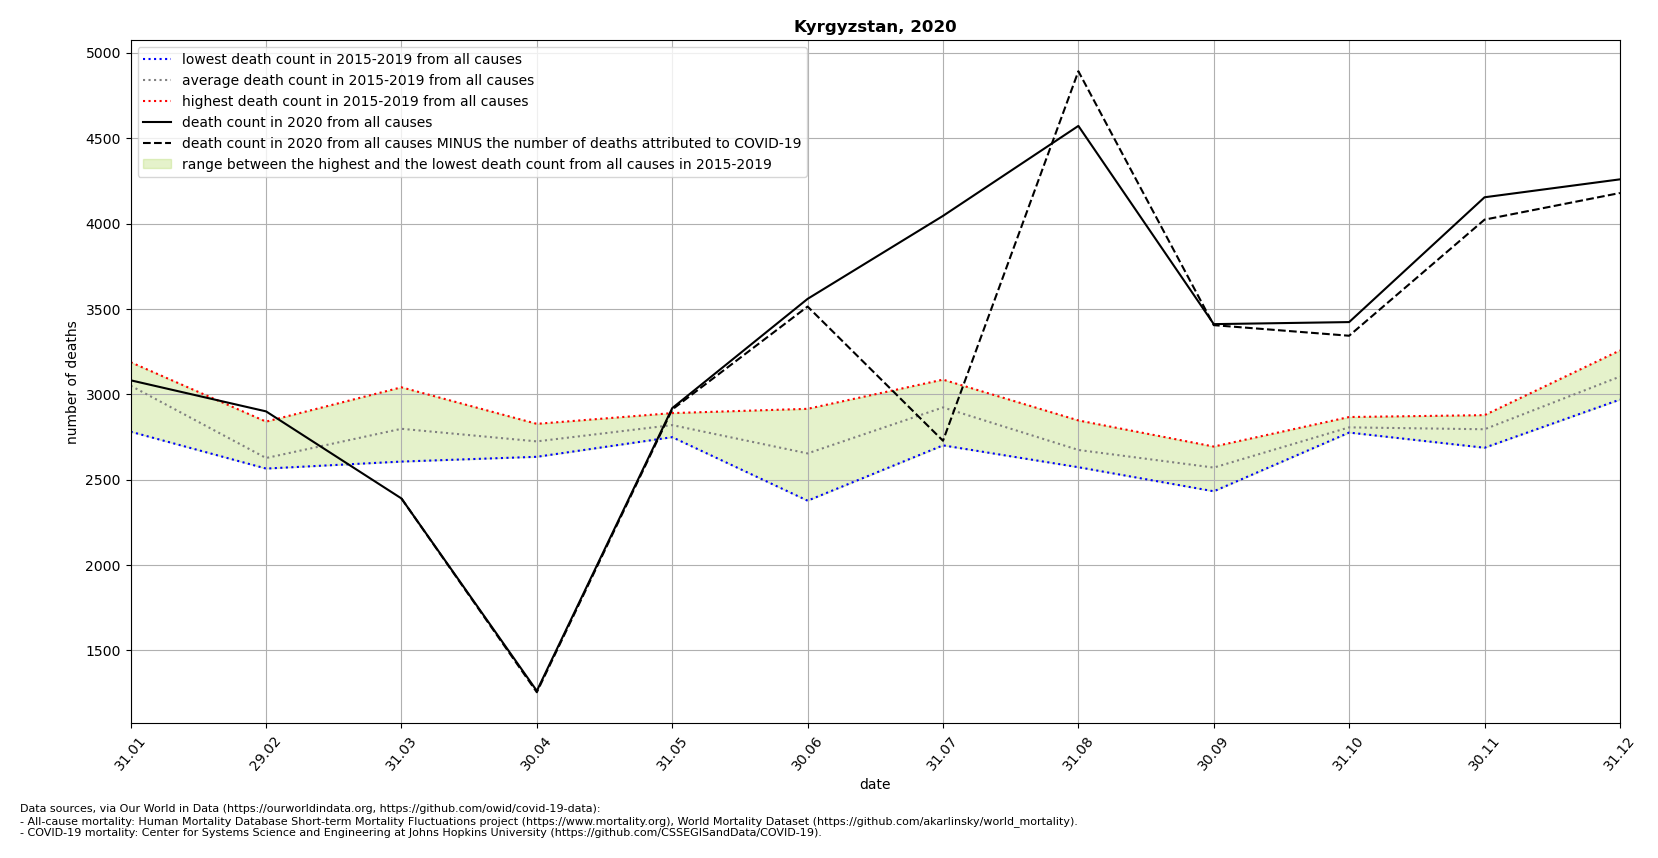 Kyrgyzstan, 2020
lowest death count in 2015-2019 from all causes
average death count in 2015-2019 from all causes
highest death count in 2015-2019 from all causes
death count in 2020 from all causes
death count in 2020 from all causes MINUS the number of deaths attributed to COVID-19
range between the highest and the lowest death count from all causes in 2015-2019
number of deaths
5000
4500
4000
3500
3000
2500
2000
1500
31.01
29.02
31.03
30.04
31.05
30.06
31.07
31.08
30.09
31.10
30.11
31.12
date
Data sources, via Our World in Data (https://ourworldindata.org, https://github.com/owid/covid-19-data):
- All-cause mortality: Human Mortality Database Short-term Mortality Fluctuations project (https://www.mortality.org), World Mortality Dataset (https://github.com/akarlinsky/world_mortality).
- COVID-19 mortality: Center for Systems Science and Engineering at Johns Hopkins University (https://github.com/CSSEGISandData/COVID-19).